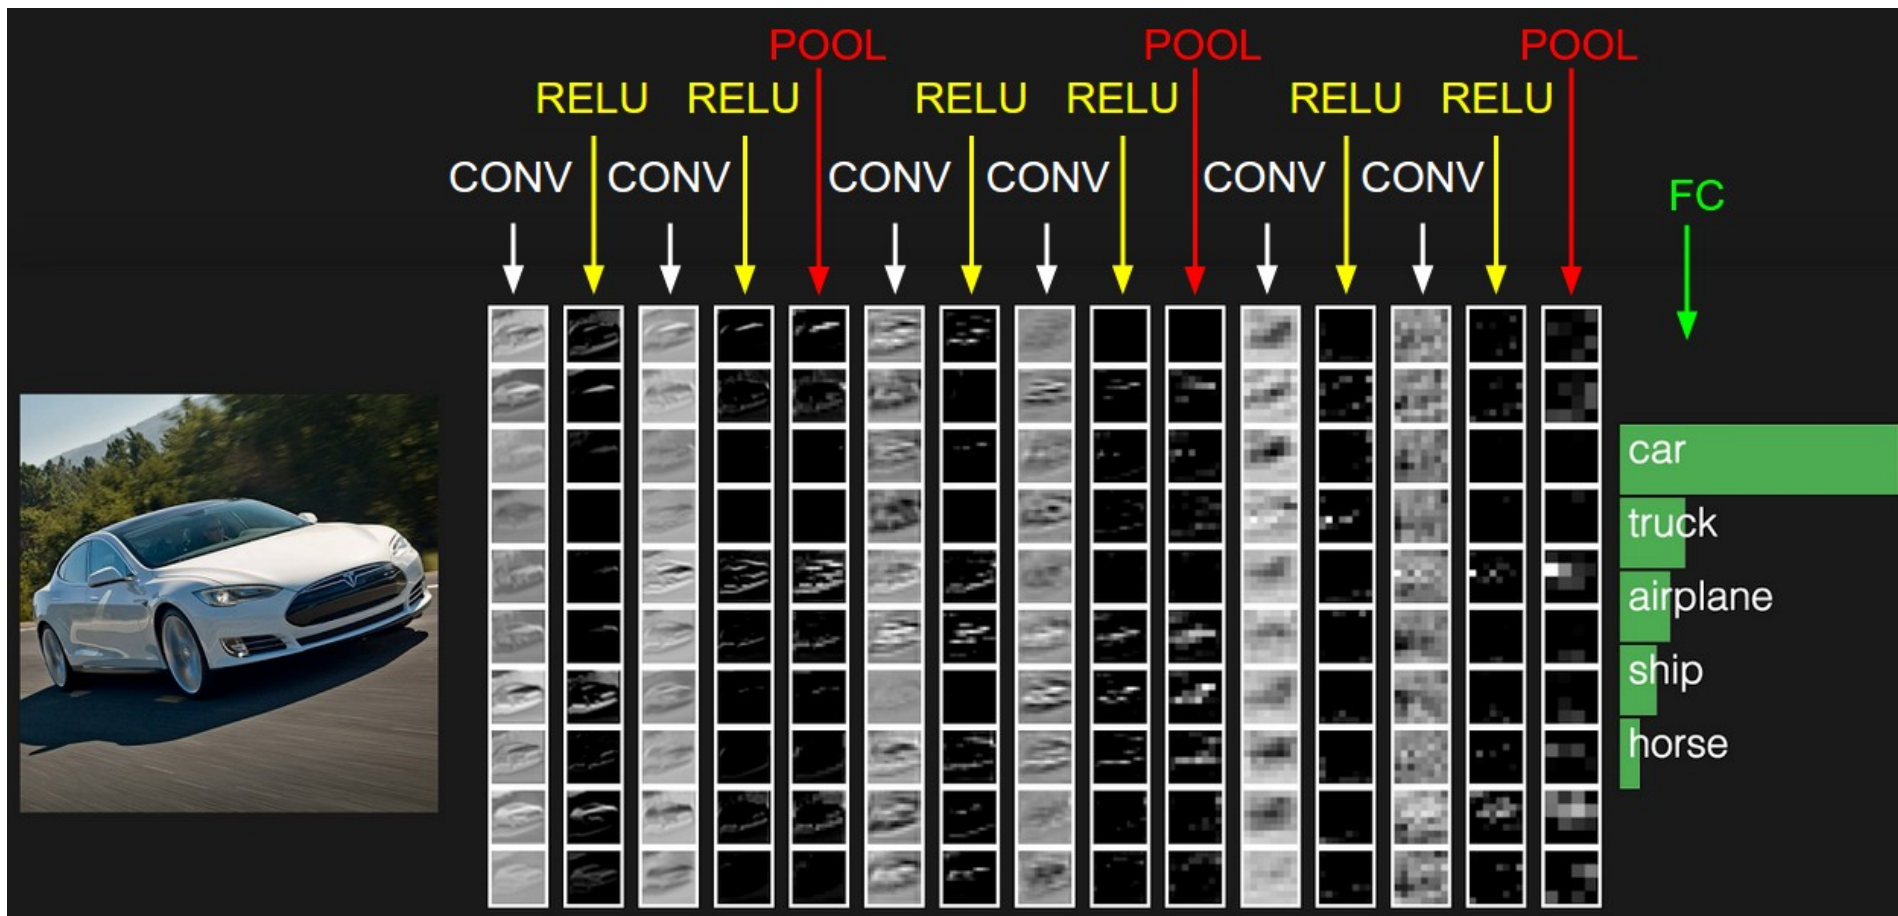 POOL POOL POOL
RELU RELU RELU RELU RELU RELU
CONV CONV CONV CONV CONV CONV
FC
car
truck
airplane
ship
horse